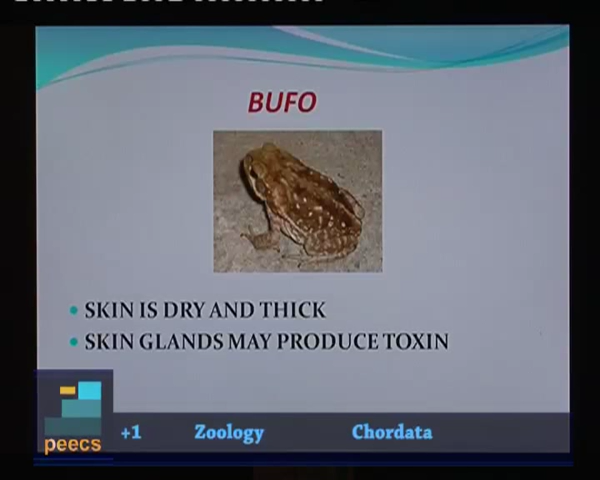 BUFO
SKIN IS DRY AND THICK
SKIN GLANDS MAY PRODUCE TOXIN
peecs
+1 Zoology Chordata